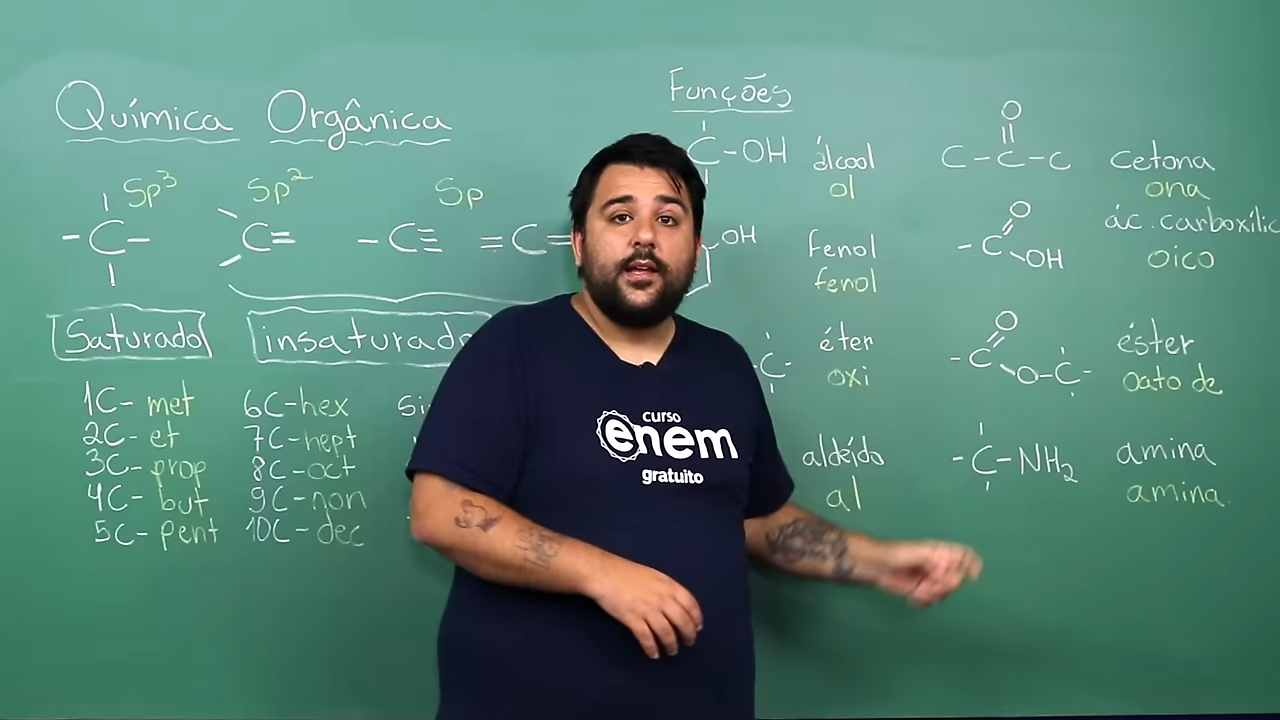 Química Orgânica
Sp³
Sp²
Sp
- C -
C =
- C ≡
= C =
Saturado
insaturado
1C- met
2C- et
3C- prop
4C- but
5C- pent
6C-hex
7C-hept
8C-oct
9C-non
10C-dec
Funções
C-OH
álcool
ol
OH
Fenol
fenol
C-
éter
oxi
aldeído
al
O
C-C-C
cetona
ona
O
-C
OH
ác. carboxílic
oico
O
-C
O-C-
éster
oato de
-C-NH₂
amina
amina
curso
enem
gratuito